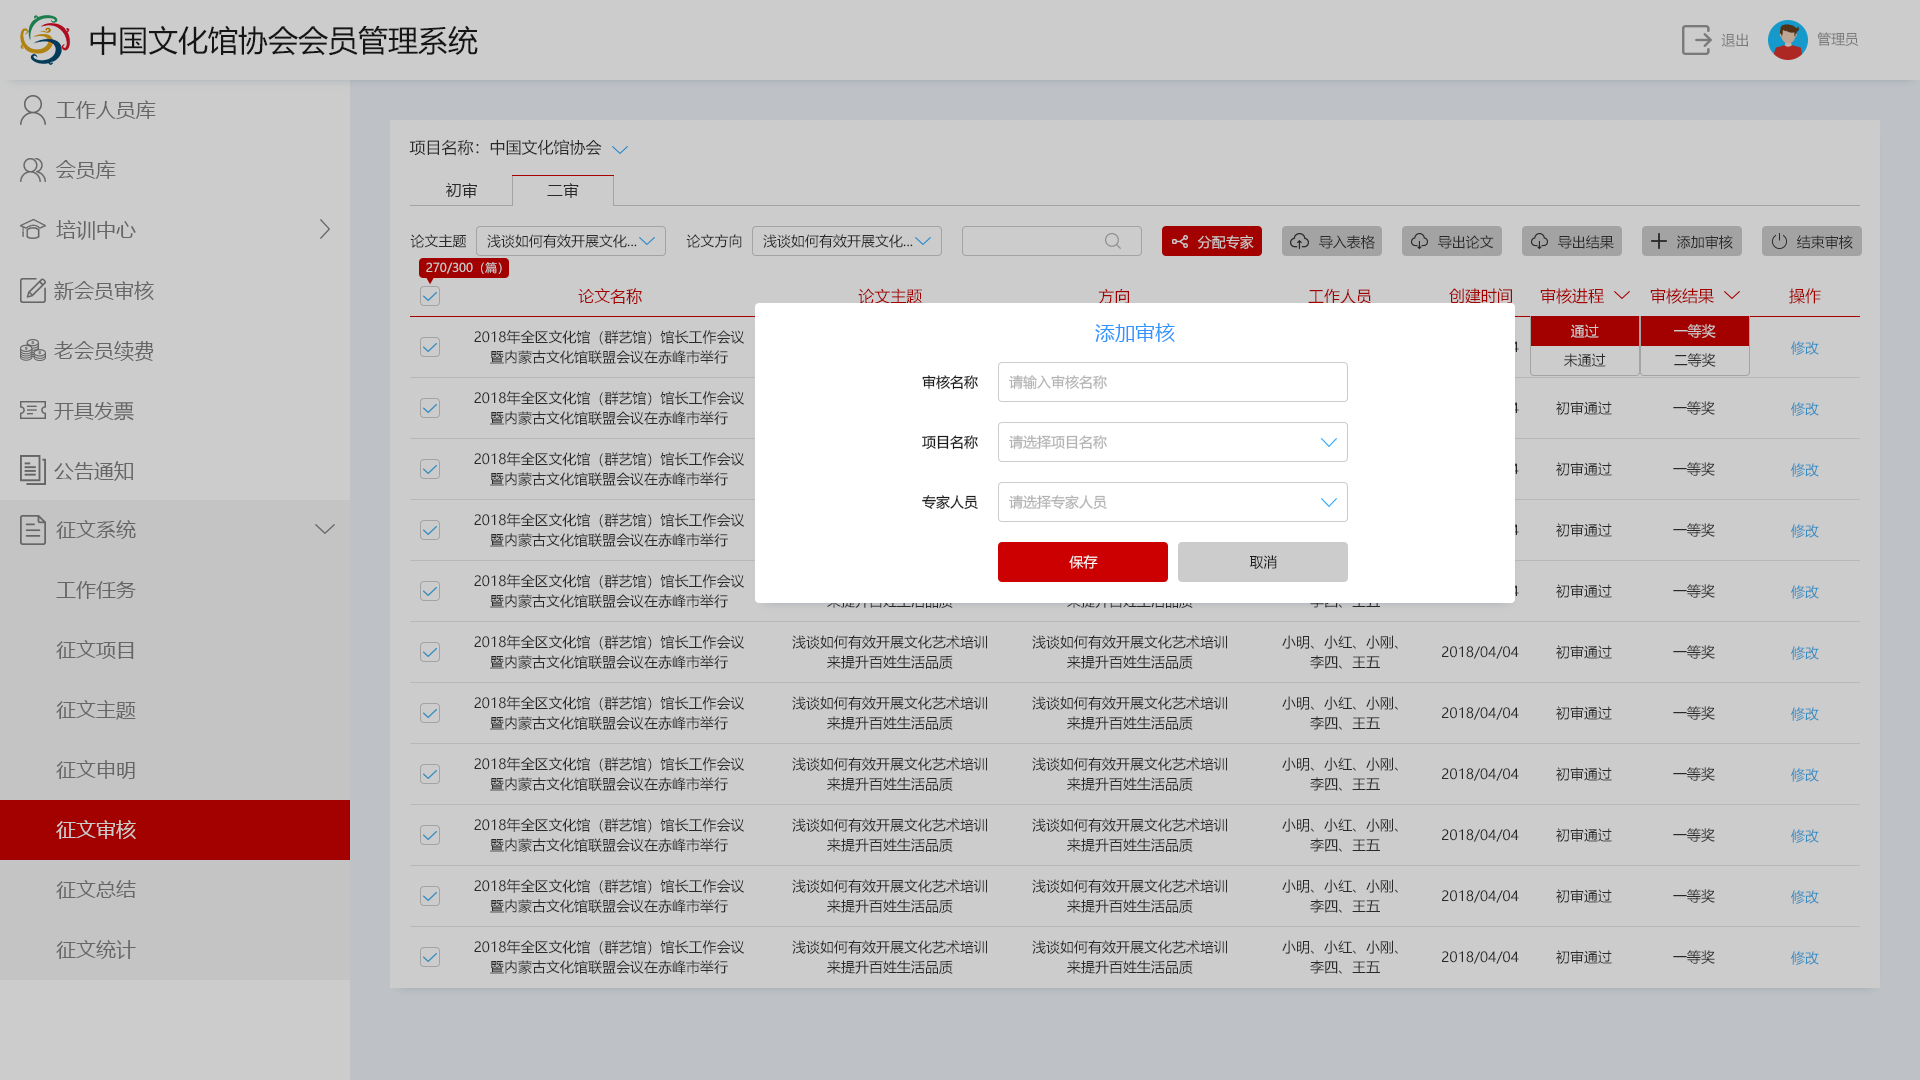 中国文化馆协会会员管理系统
退出
管理员
工作人员库
会员库
培训中心
新会员审核
老会员续费
开具发票
公告通知
征文系统
工作任务
征文项目
征文主题
征文申明
征文审核
征文总结
征文统计
项目名称：中国文化馆协会
初审
二审
论文主题
浅谈如何有效开展文化...
论文方向
浅谈如何有效开展文化...
分配专家
导入表格
导出论文
导出结果
添加审核
结束审核
270/300（篇）
论文名称
论文主题
方向
工作人员
创建时间
审核进程
审核结果
操作
2018年全区文化馆（群艺馆）馆长工作会议
暨内蒙古文化馆联盟会议在赤峰市举行
4
通过
未通过
一等奖
二等奖
修改
2018年全区文化馆（群艺馆）馆长工作会议
暨内蒙古文化馆联盟会议在赤峰市举行
4
初审通过
一等奖
修改
2018年全区文化馆（群艺馆）馆长工作会议
暨内蒙古文化馆联盟会议在赤峰市举行
4
初审通过
一等奖
修改
2018年全区文化馆（群艺馆）馆长工作会议
暨内蒙古文化馆联盟会议在赤峰市举行
4
初审通过
一等奖
修改
2018年全区文化馆（群艺馆）馆长工作会议
暨内蒙古文化馆联盟会议在赤峰市举行
来提升百姓生活品质
来提升百姓生活品质
李四、王五
4
初审通过
一等奖
修改
2018年全区文化馆（群艺馆）馆长工作会议
暨内蒙古文化馆联盟会议在赤峰市举行
浅谈如何有效开展文化艺术培训
来提升百姓生活品质
浅谈如何有效开展文化艺术培训
来提升百姓生活品质
小明、小红、小刚、
李四、王五
2018/04/04
初审通过
一等奖
修改
2018年全区文化馆（群艺馆）馆长工作会议
暨内蒙古文化馆联盟会议在赤峰市举行
浅谈如何有效开展文化艺术培训
来提升百姓生活品质
浅谈如何有效开展文化艺术培训
来提升百姓生活品质
小明、小红、小刚、
李四、王五
2018/04/04
初审通过
一等奖
修改
2018年全区文化馆（群艺馆）馆长工作会议
暨内蒙古文化馆联盟会议在赤峰市举行
浅谈如何有效开展文化艺术培训
来提升百姓生活品质
浅谈如何有效开展文化艺术培训
来提升百姓生活品质
小明、小红、小刚、
李四、王五
2018/04/04
初审通过
一等奖
修改
2018年全区文化馆（群艺馆）馆长工作会议
暨内蒙古文化馆联盟会议在赤峰市举行
浅谈如何有效开展文化艺术培训
来提升百姓生活品质
浅谈如何有效开展文化艺术培训
来提升百姓生活品质
小明、小红、小刚、
李四、王五
2018/04/04
初审通过
一等奖
修改
2018年全区文化馆（群艺馆）馆长工作会议
暨内蒙古文化馆联盟会议在赤峰市举行
浅谈如何有效开展文化艺术培训
来提升百姓生活品质
浅谈如何有效开展文化艺术培训
来提升百姓生活品质
小明、小红、小刚、
李四、王五
2018/04/04
初审通过
一等奖
修改
2018年全区文化馆（群艺馆）馆长工作会议
暨内蒙古文化馆联盟会议在赤峰市举行
浅谈如何有效开展文化艺术培训
来提升百姓生活品质
浅谈如何有效开展文化艺术培训
来提升百姓生活品质
小明、小红、小刚、
李四、王五
2018/04/04
初审通过
一等奖
修改
添加审核
审核名称
请输入审核名称
项目名称
请选择项目名称
专家人员
请选择专家人员
保存
取消